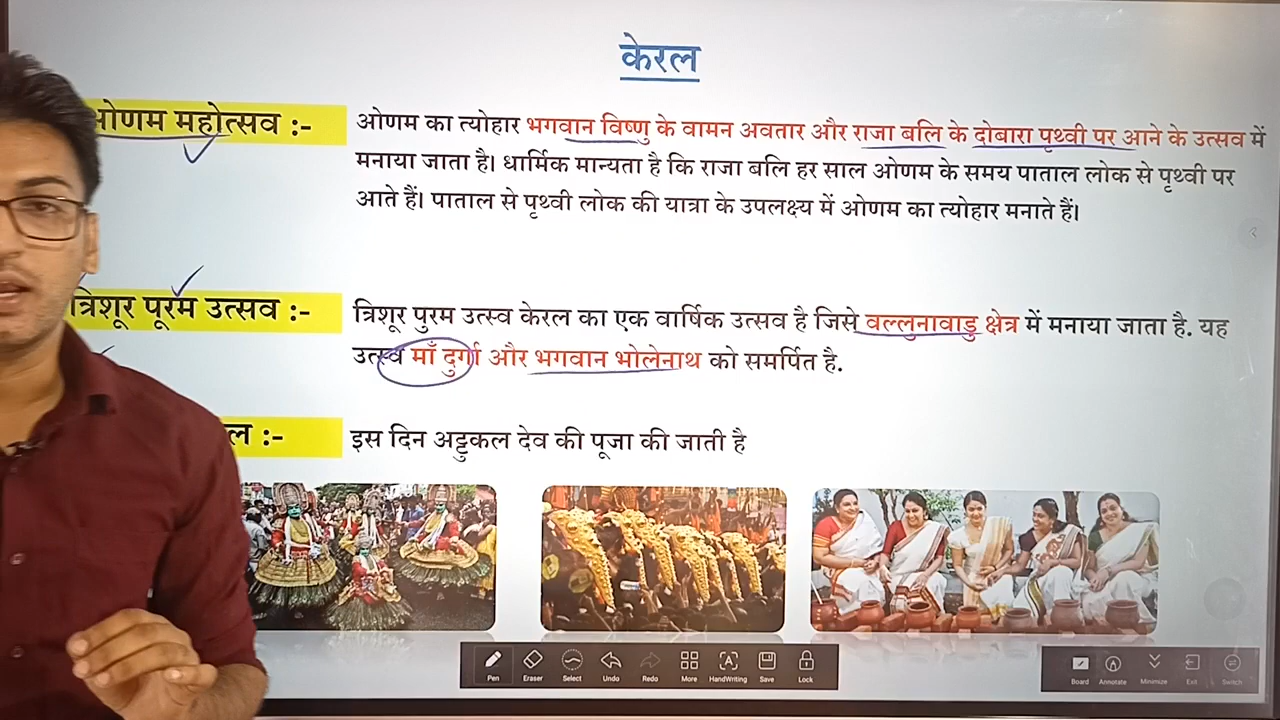 केरल
ओणम महोत्सव :-
ओणम का त्योहार भगवान विष्णु के वामन अवतार और राजा बलि के दोबारा पृथ्वी पर आने के उत्सव में
मनाया जाता है। धार्मिक मान्यता है कि राजा बलि हर साल ओणम के समय पाताल लोक से पृथ्वी पर
आते हैं। पाताल से पृथ्वी लोक की यात्रा के उपलक्ष्य में ओणम का त्योहार मनाते हैं।
त्रिशूर पूरम उत्सव :-
त्रिशूर पुरम उत्स्व केरल का एक वार्षिक उत्सव है जिसे वल्लुनावाडु क्षेत्र में मनाया जाता है. यह
उत्स्व माँ दुर्गा और भगवान भोलेनाथ को समर्पित है.
:-
इस दिन अट्टुकल देव की पूजा की जाती है
Pen Eraser Select Undo Redo More HandWriting Save Lock
Board Annotate Minimize Exit Switch